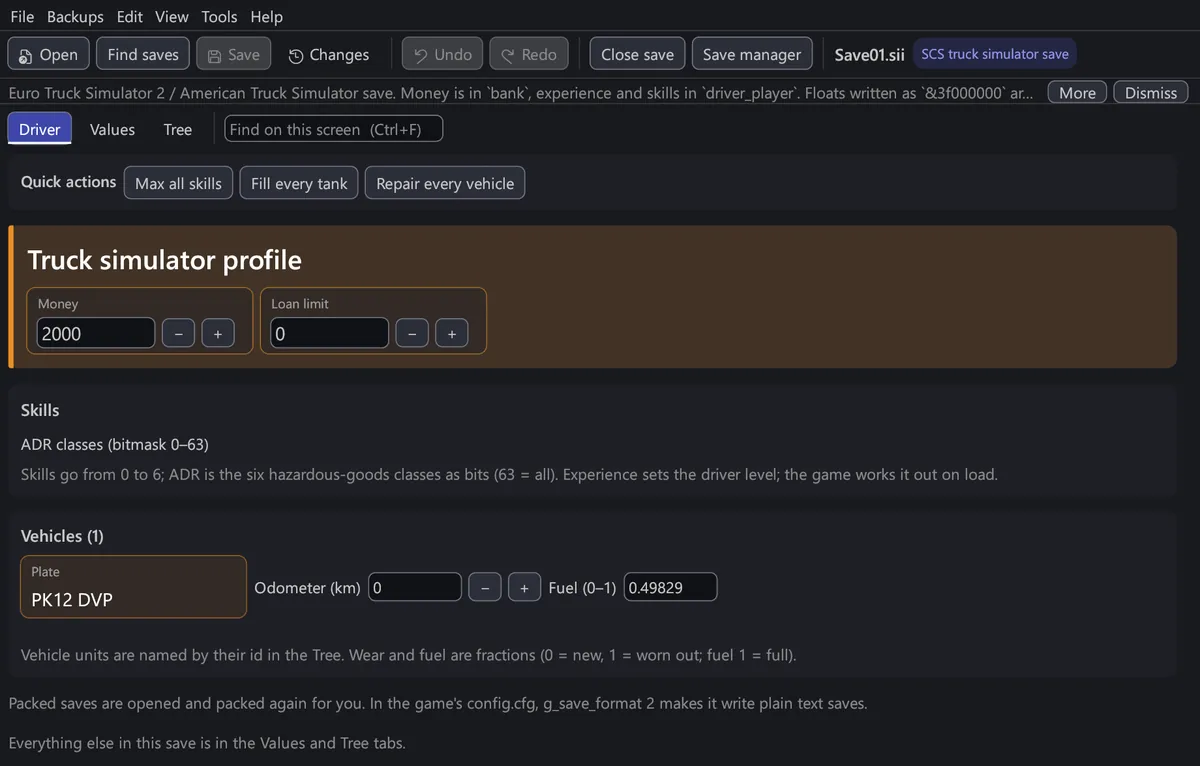 File Backups Edit View Tools Help
Open Find saves Save Changes Undo Redo Close save Save manager Save01.sii SCS truck simulator save
Euro Truck Simulator 2 / American Truck Simulator save. Money is in `bank`, experience and skills in `driver_player`. Floats written as `&3f000000` ar... More Dismiss
Driver Values Tree Find on this screen (Ctrl+F)
Quick actions Max all skills Fill every tank Repair every vehicle
Truck simulator profile
Money Loan limit
2000 − + 0 − +
Skills
ADR classes (bitmask 0–63)
Skills go from 0 to 6; ADR is the six hazardous-goods classes as bits (63 = all). Experience sets the driver level; the game works it out on load.
Vehicles (1)
Plate
PK12 DVP Odometer (km) 0 − + Fuel (0–1) 0.49829
Vehicle units are named by their id in the Tree. Wear and fuel are fractions (0 = new, 1 = worn out; fuel 1 = full).
Packed saves are opened and packed again for you. In the game's config.cfg, g_save_format 2 makes it write plain text saves.
Everything else in this save is in the Values and Tree tabs.